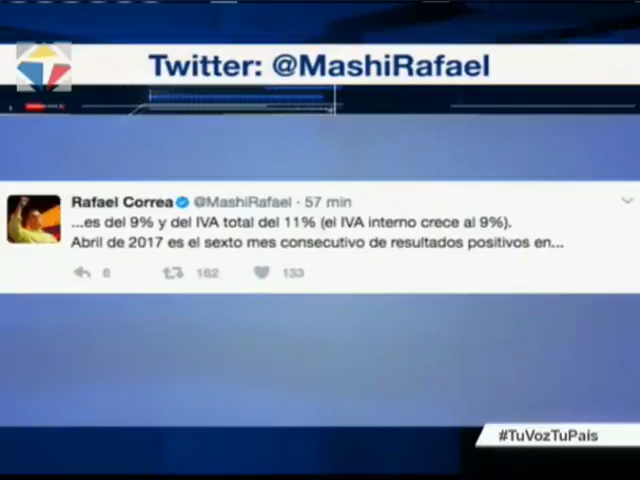 Twitter: @MashiRafael
Rafael Correa @MashiRafael · 57 min
...es del 9% y del IVA total del 11% (el IVA interno crece al 9%).
Abril de 2017 es el sexto mes consecutivo de resultados positivos en...
6 162 133
#TuVozTuPaís